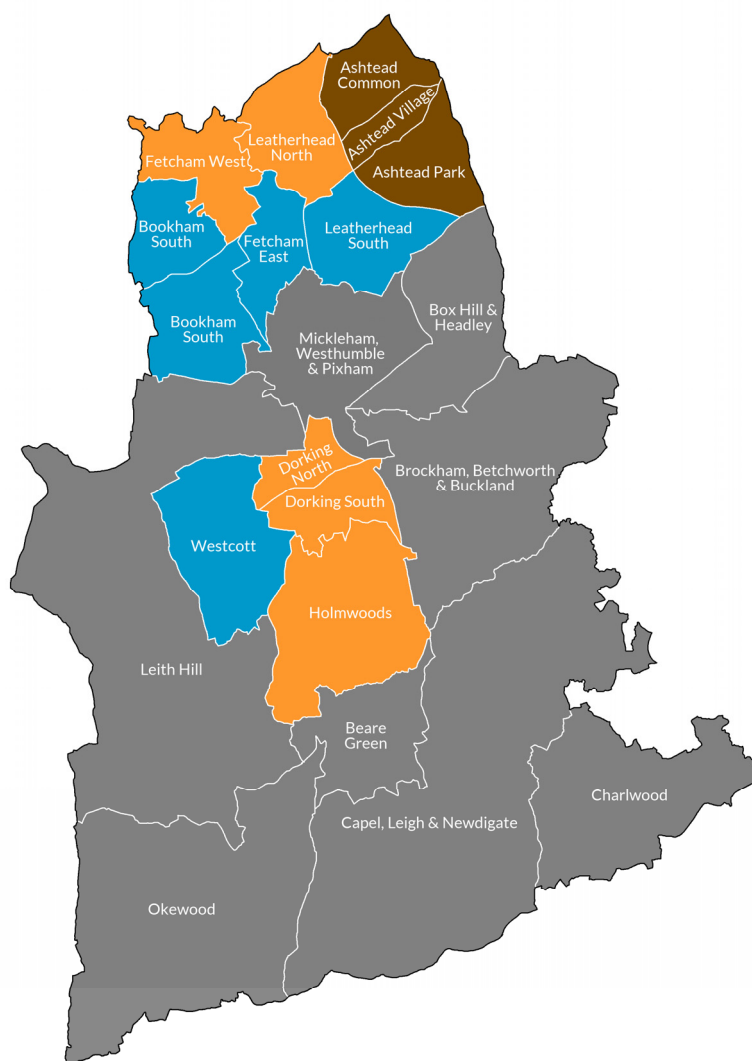 Ashtead
Common
Ashtead Village
Leatherhead
North
Fetcham West
Ashtead Park
Bookham
South
Fetcham
East
Leatherhead
South
Bookham
South
Box Hill &
Headley
Mickleham,
Westhumble
& Pixham
Dorking
North
Brockham, Betchworth
& Buckland
Dorking South
Westcott
Holmwoods
Leith Hill
Beare
Green
Charlwood
Capel, Leigh & Newdigate
Okewood